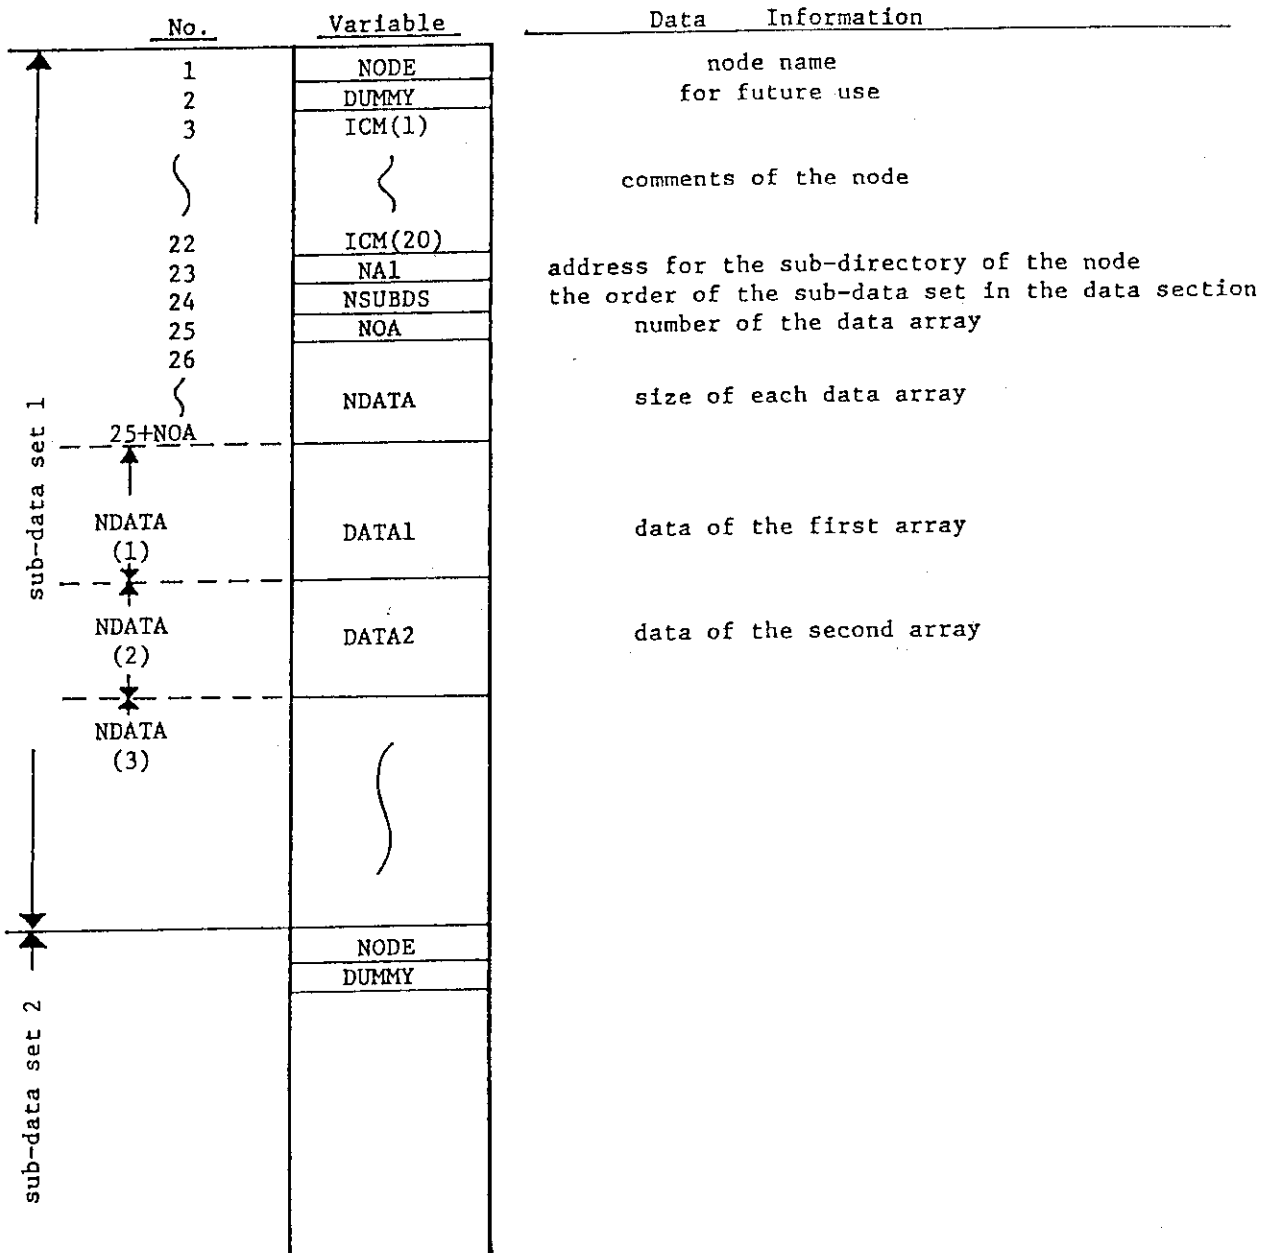 No. Variable Data Information
1 NODE node name
2 DUMMY for future use
3 ICM(1)
comments of the node
22 ICM(20)
23 NA1 address for the sub-directory of the node
24 NSUBDS the order of the sub-data set in the data section
25 NOA number of the data array
26
NDATA size of each data array
25+NOA
sub-data set 1
NDATA
(1) DATA1 data of the first array
NDATA
(2) DATA2 data of the second array
NDATA
(3)
NODE
DUMMY
sub-data set 2